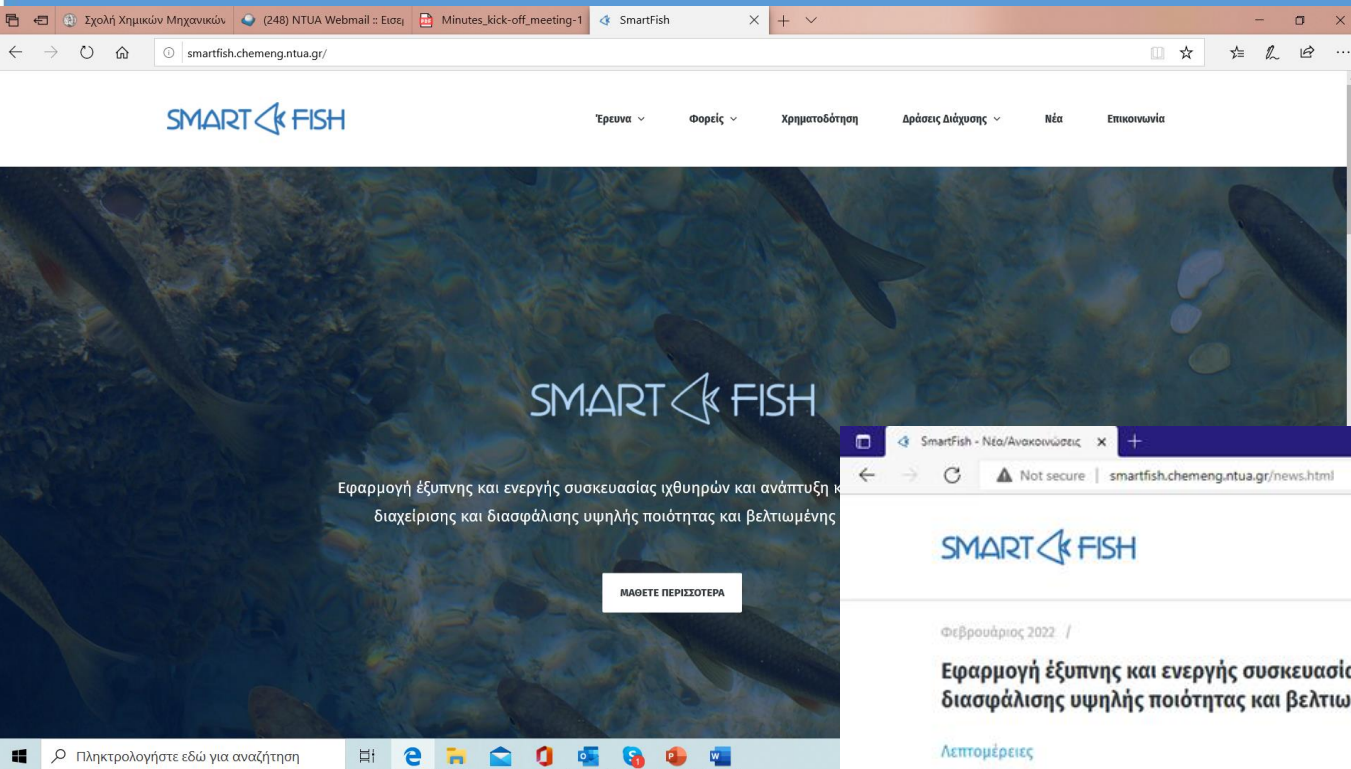 Σχολή Χημικών Μηχανικών
(248) NTUA Webmail :: Εισερ
Minutes_kick-off_meeting-1
SmartFish
smartfish.chemeng.ntua.gr/
SMART FISH
Έρευνα
Φορείς
Χρηματοδότηση
Δράσεις Διάχυσης
Νέα
Επικοινωνία
SMART FISH
Εφαρμογή έξυπνης και ενεργής συσκευασίας ιχθυηρών και ανάπτυξη κ
διαχείρισης και διασφάλισης υψηλής ποιότητας και βελτιωμένης
ΜΑΘΕΤΕ ΠΕΡΙΣΣΟΤΕΡΑ
Πληκτρολογήστε εδώ για αναζήτηση
SmartFish - Νέα/Ανακοινώσεις
Not secure | smartfish.chemeng.ntua.gr/news.html
SMART FISH
Φεβρουάριος 2022 /
Εφαρμογή έξυπνης και ενεργής συσκευασί
διασφάλισης υψηλής ποιότητας και βελτιω
Λεπτομέρειες